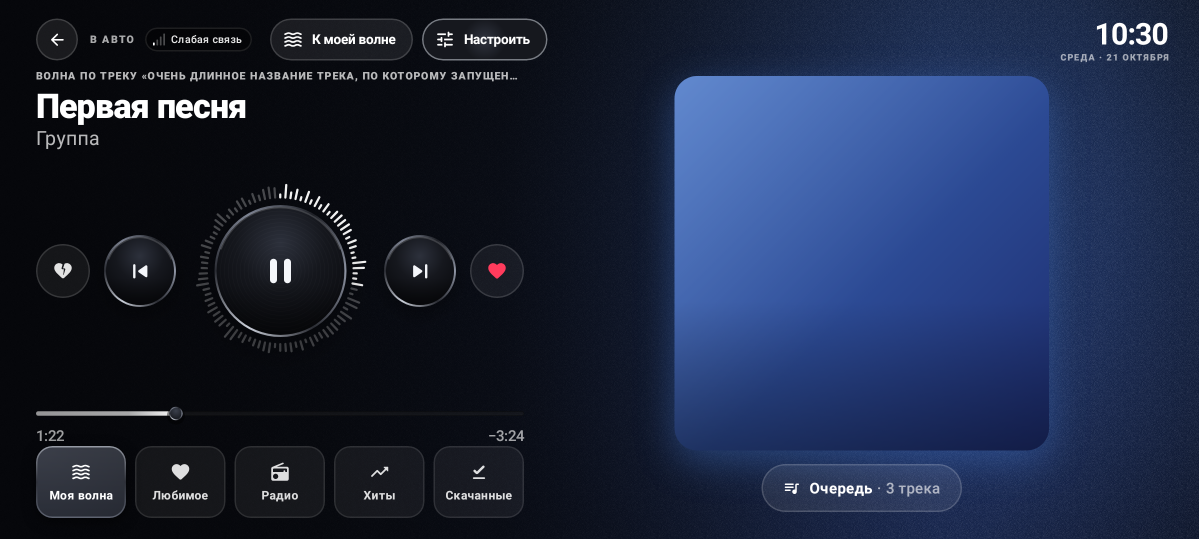 В АВТО
Слабая связь
К моей волне
Настроить
10:30
СРЕДА · 21 ОКТЯБРЯ
ВОЛНА ПО ТРЕКУ «ОЧЕНЬ ДЛИННОЕ НАЗВАНИЕ ТРЕКА, ПО КОТОРОМУ ЗАПУЩЕН…
Первая песня
Группа
1:22
−3:24
Моя волна
Любимое
Радио
Хиты
Скачанные
Очередь · 3 трека